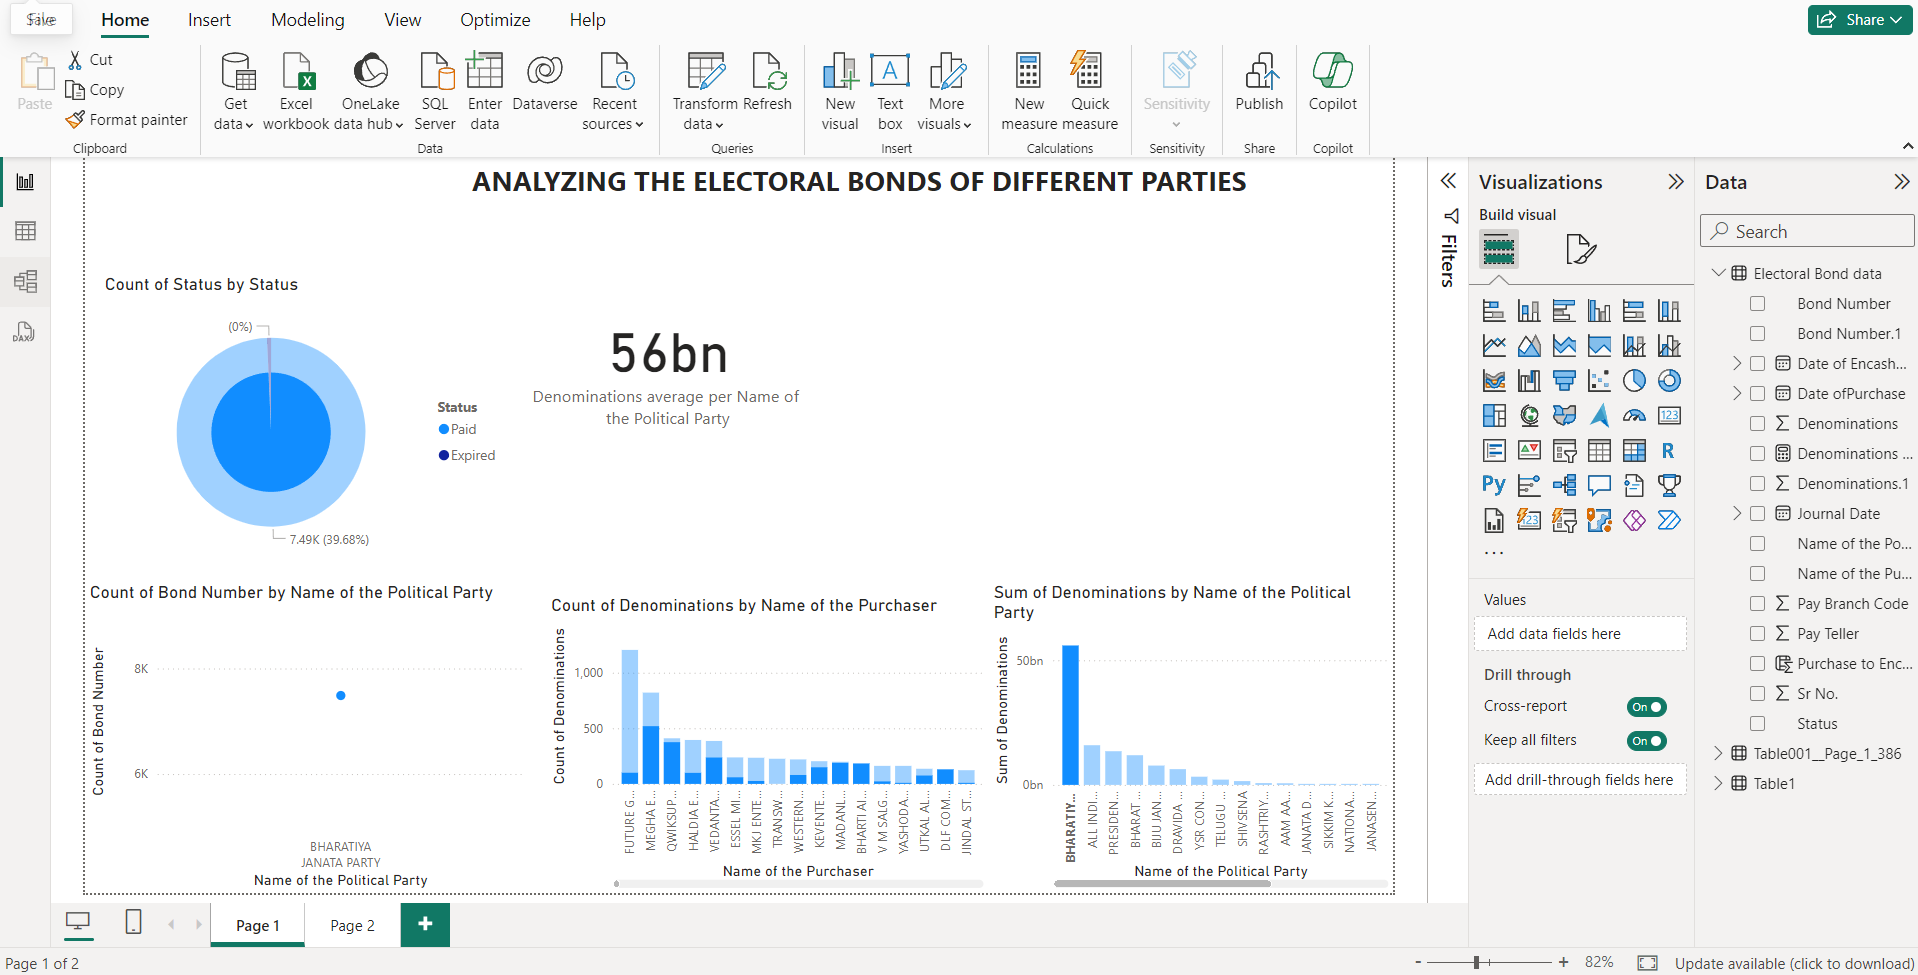 File
Home
Insert
Modeling
View
Optimize
Help
Share
Paste
Cut
Copy
Format painter
Clipboard
Get
data
Excel
workbook
OneLake
data hub
SQL
Server
Enter
data
Dataverse
Recent
sources
Data
Transform
data
Refresh
Queries
New
visual
Text
box
More
visuals
Insert
New
measure
Quick
measure
Calculations
Sensitivity
Sensitivity
Publish
Share
Copilot
Copilot
ANALYZING THE ELECTORAL BONDS OF DIFFERENT PARTIES
Count of Status by Status
(0%)
7.49K (39.68%)
Status
Paid
Expired
56bn
Denominations average per Name of
the Political Party
Count of Bond Number by Name of the Political Party
Count of Bond Number
8K
6K
BHARATIYA
JANATA PARTY
Name of the Political Party
Count of Denominations by Name of the Purchaser
Count of Denominations
1,000
500
0
FUTURE G...
MEGHA E...
QWIKSUP...
HALDIA E...
VEDANTA...
ESSEL MI...
MKJ ENTE...
TRANSW...
WESTERN...
KEVENTE...
MADANL...
BHARTI AI...
V M SALG...
YASHODA...
UTKAL AL...
DLF COM...
JINDAL ST...
Name of the Purchaser
Sum of Denominations by Name of the Political
Party
Sum of Denominations
50bn
0bn
BHARATIY...
ALL INDI...
PRESIDEN...
BHARAT ...
BIJU JAN...
DRAVIDA ...
YSR CON...
TELUGU ...
SHIVSENA
RASHTRIY...
AAM AA...
JANATA D...
SIKKIM K...
NATIONA...
JANASEN...
Name of the Political Party
Filters
Visualizations
Build visual
123
R
Py
123
...
Values
Add data fields here
Drill through
Cross-report
On
Keep all filters
On
Add drill-through fields here
Data
Search
Electoral Bond data
Bond Number
Bond Number.1
Date of Encash...
Date ofPurchase
Denominations
Denominations ...
Denominations.1
Journal Date
Name of the Po...
Name of the Pu...
Pay Branch Code
Pay Teller
Purchase to Enc...
Sr No.
Status
Table001__Page_1_386
Table1
DAX
Page 1
Page 2
+
Page 1 of 2
- + 82%
Update available (click to download)